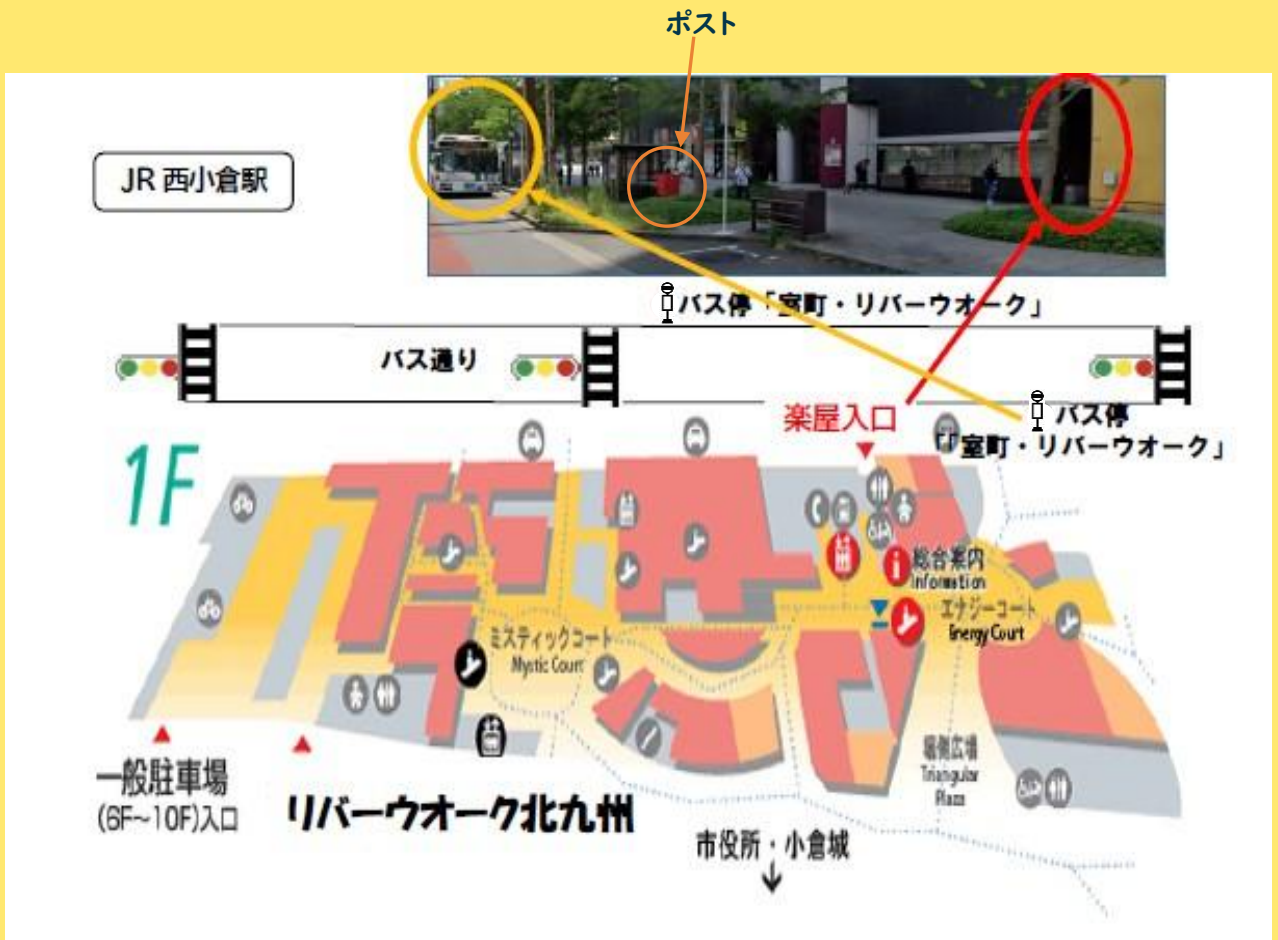 ポスト
JR 西小倉駅
バス停「室町・リバーウオーク」
バス通り
楽屋入口
バス停
「「室町・リバーウオーク」
1F
総合案内
Information
エナジーコート
Energy Court
ミスティックコート
Mystic Court
堀側広場
Triangular
Plaza
一般駐車場
(6F～10F)入口
リバーウオーク北九州
市役所・小倉城